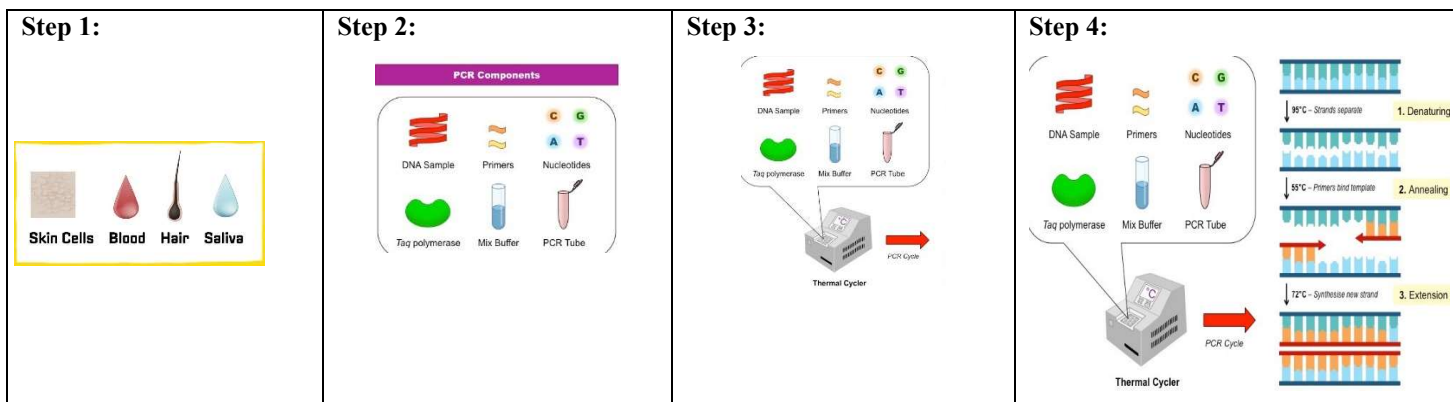 Step 1:
Skin Cells Blood Hair Saliva
Step 2:
PCR Components
C G
A T
DNA Sample Primers Nucleotides
Taq polymerase Mix Buffer PCR Tube
Step 3:
C G
A T
DNA Sample Primers Nucleotides
Taq polymerase Mix Buffer PCR Tube
°C
PCR Cycle
Thermal Cycler
Step 4:
C G
A T
DNA Sample Primers Nucleotides
Taq polymerase Mix Buffer PCR Tube
°C
PCR Cycle
Thermal Cycler
95°C – Strands separate 1. Denaturing
55°C – Primers bind template 2. Annealing
72°C – Synthesise new strand 3. Extension